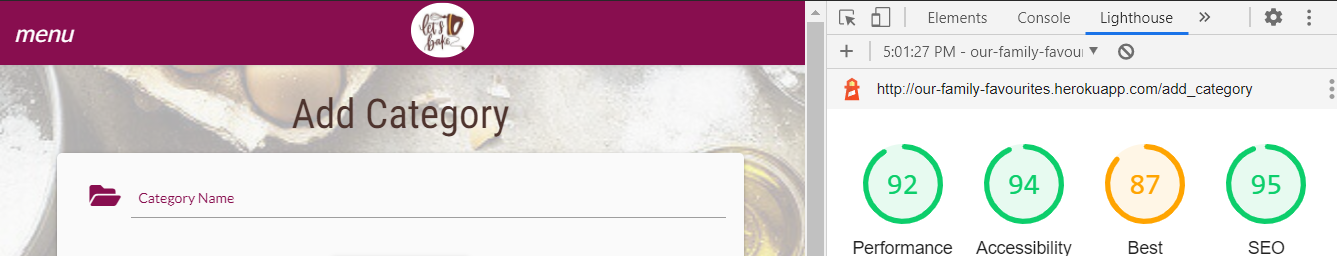 menu
let's
bake
Add Category
Category Name
Elements Console Lighthouse
5:01:27 PM - our-family-favou
http://our-family-favourites.herokuapp.com/add_category
92 94 87 95
Performance Accessibility Best SEO